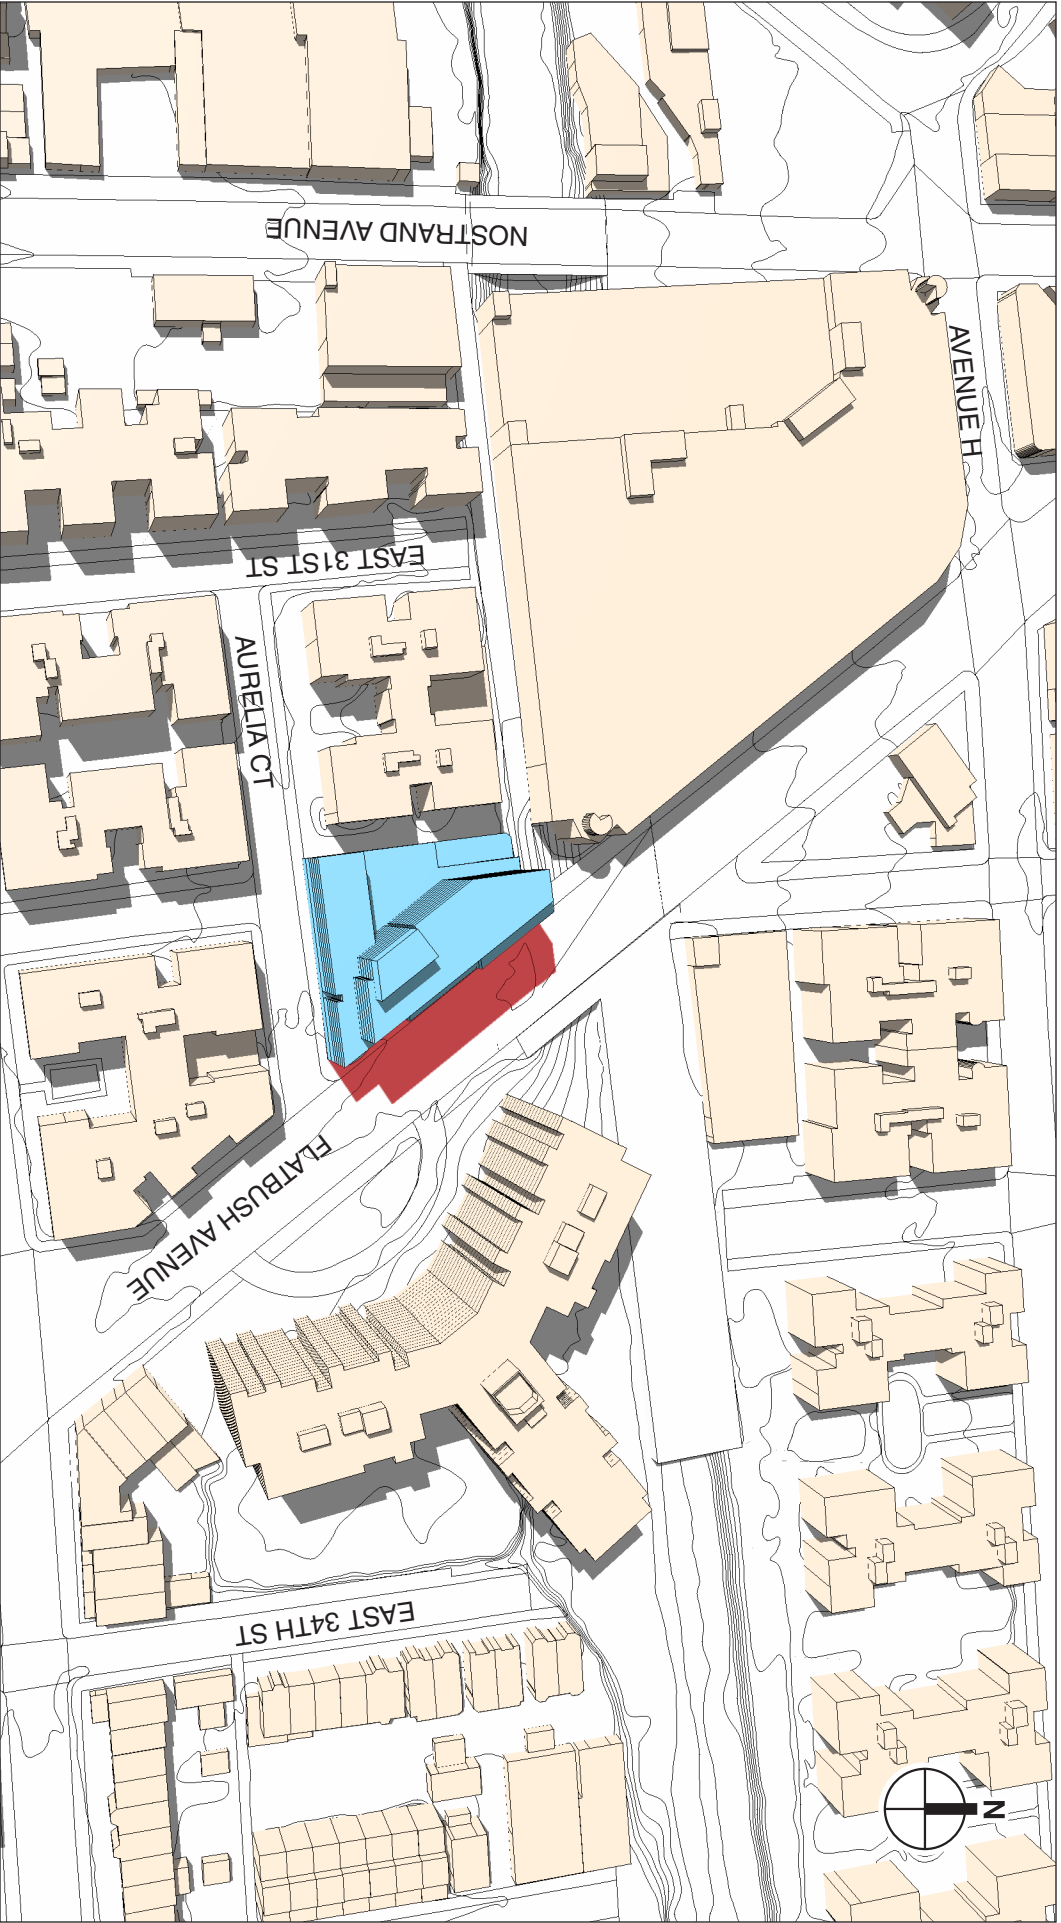 NOSTRAND AVENUE
AVENUE H
EAST 31ST ST
AURELIA CT
FLATBUSH AVENUE
EAST 34TH ST
N